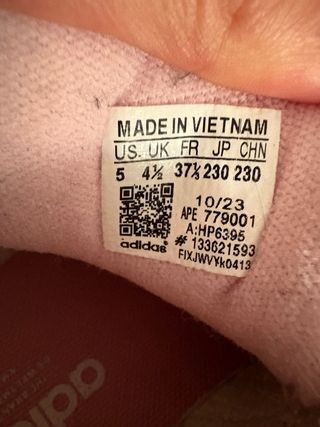 MADE IN VIETNAM
US UK FR JP CHN
5 4½ 37⅓ 230 230
10/23
APE 779001
A:HP6395
# 133621593
FIXJWVYk0413
adidas
adidas